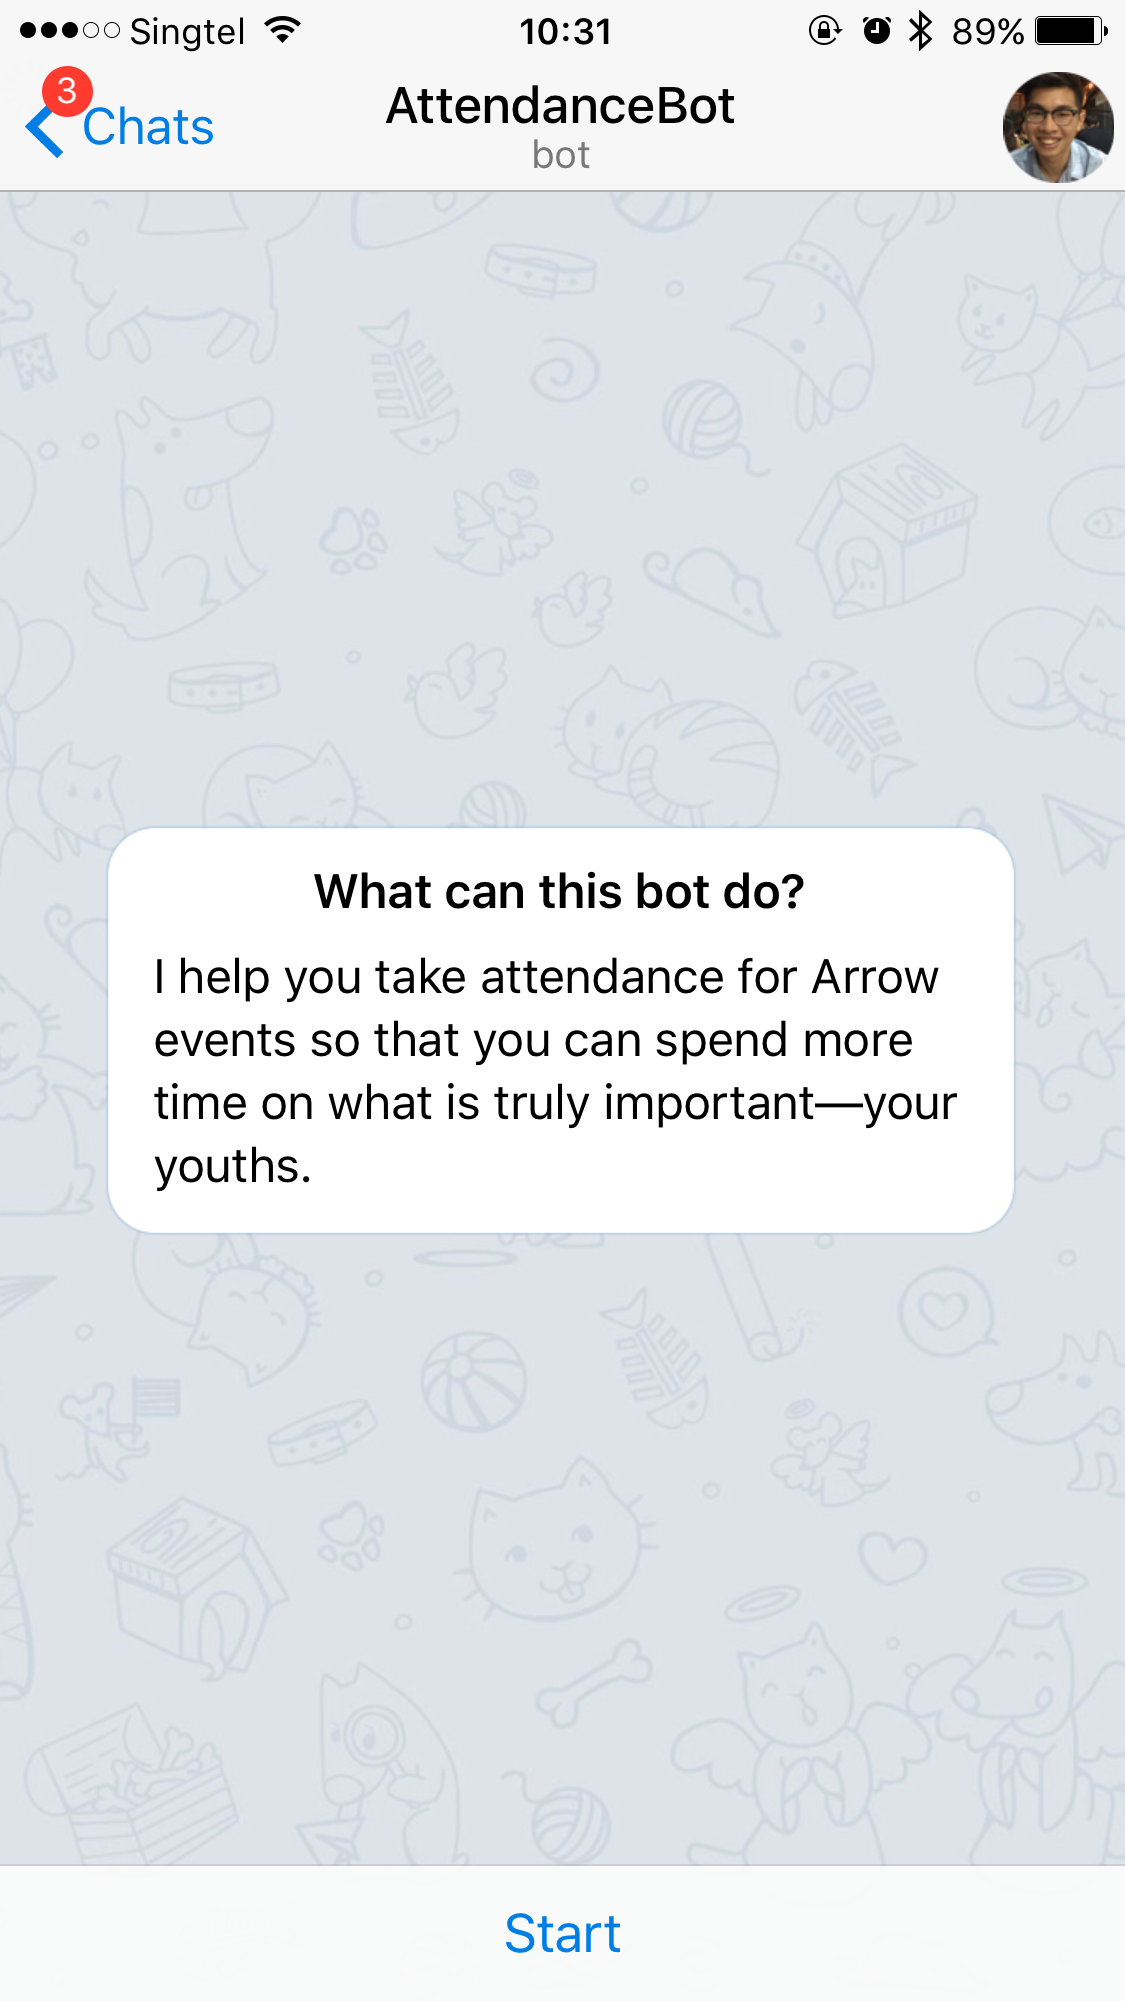 Singtel 10:31 89%
3
Chats
AttendanceBot
bot
What can this bot do?
I help you take attendance for Arrow
events so that you can spend more
time on what is truly important—your
youths.
Start